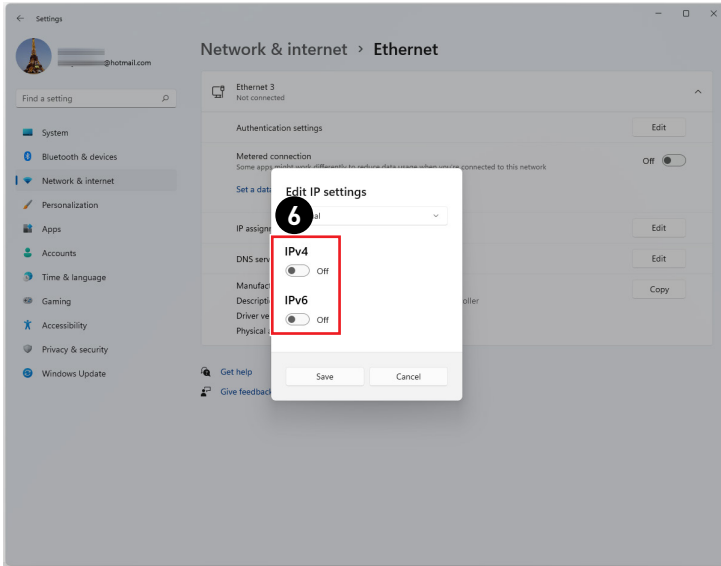 Settings
@hotmail.com
Find a setting
System
Bluetooth & devices
Network & internet
Personalization
Apps
Accounts
Time & language
Gaming
Accessibility
Privacy & security
Windows Update
Network & internet > Ethernet
Ethernet 3
Not connected
Authentication settings
Edit
Metered connection
Some apps might work differently to reduce data usage when you're connected to this network
Off
Set a data
IP assign
Edit
DNS serv
Edit
Manufact
Copy
Descripti
oller
Driver ve
Physical
Get help
Give feedback
Edit IP settings
6
al
IPv4
Off
IPv6
Off
Save
Cancel